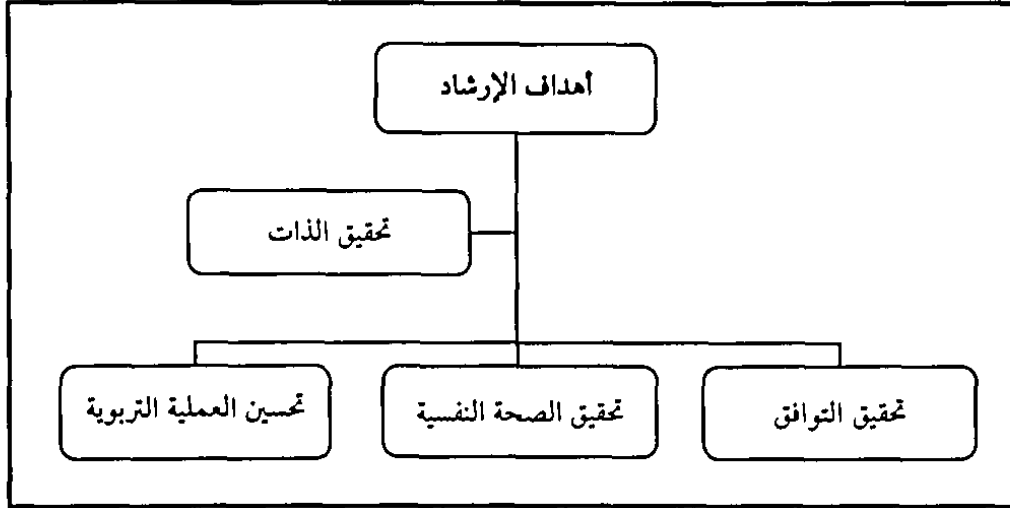 أهداف الإرشاد
تحقيق الذات
تحقيق التوافق
تحقيق الصحة النفسية
تحسين العملية التربوية